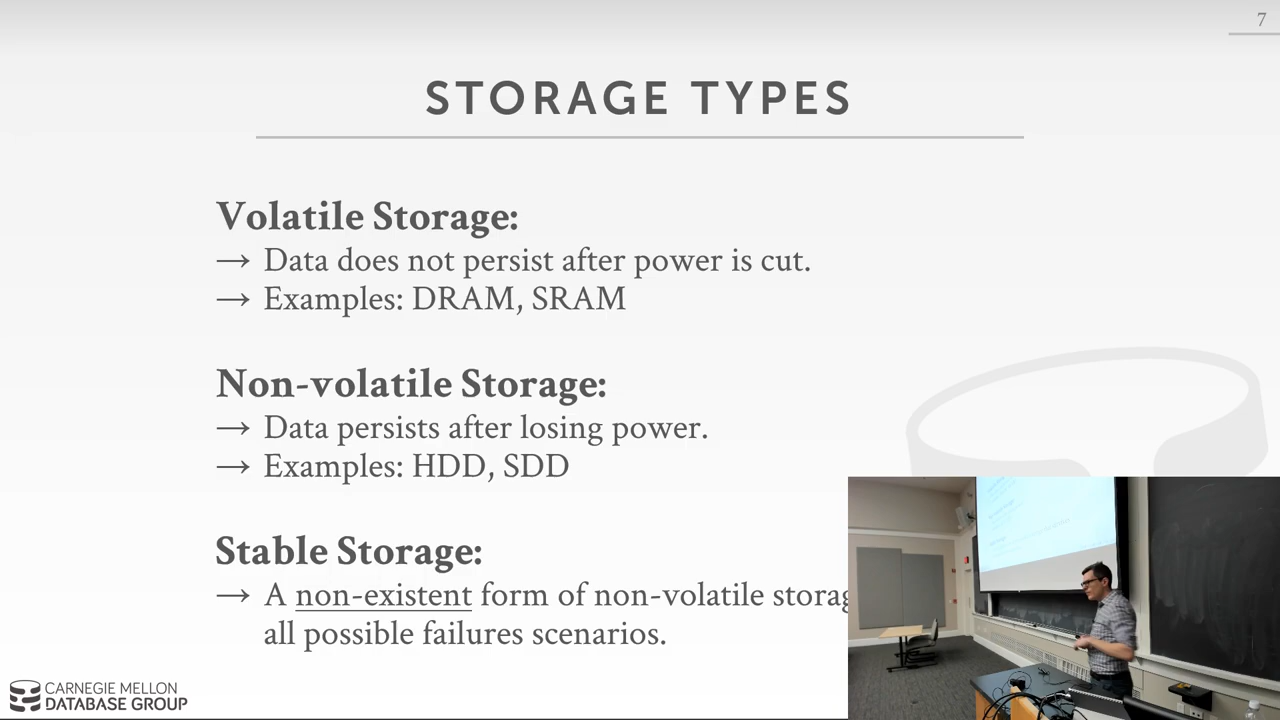 7
STORAGE TYPES
Volatile Storage:
→ Data does not persist after power is cut.
→ Examples: DRAM, SRAM
Non-volatile Storage:
→ Data persists after losing power.
→ Examples: HDD, SDD
Stable Storage:
→ A non-existent form of non-volatile storag
all possible failures scenarios.
CARNEGIE MELLON
DATABASE GROUP